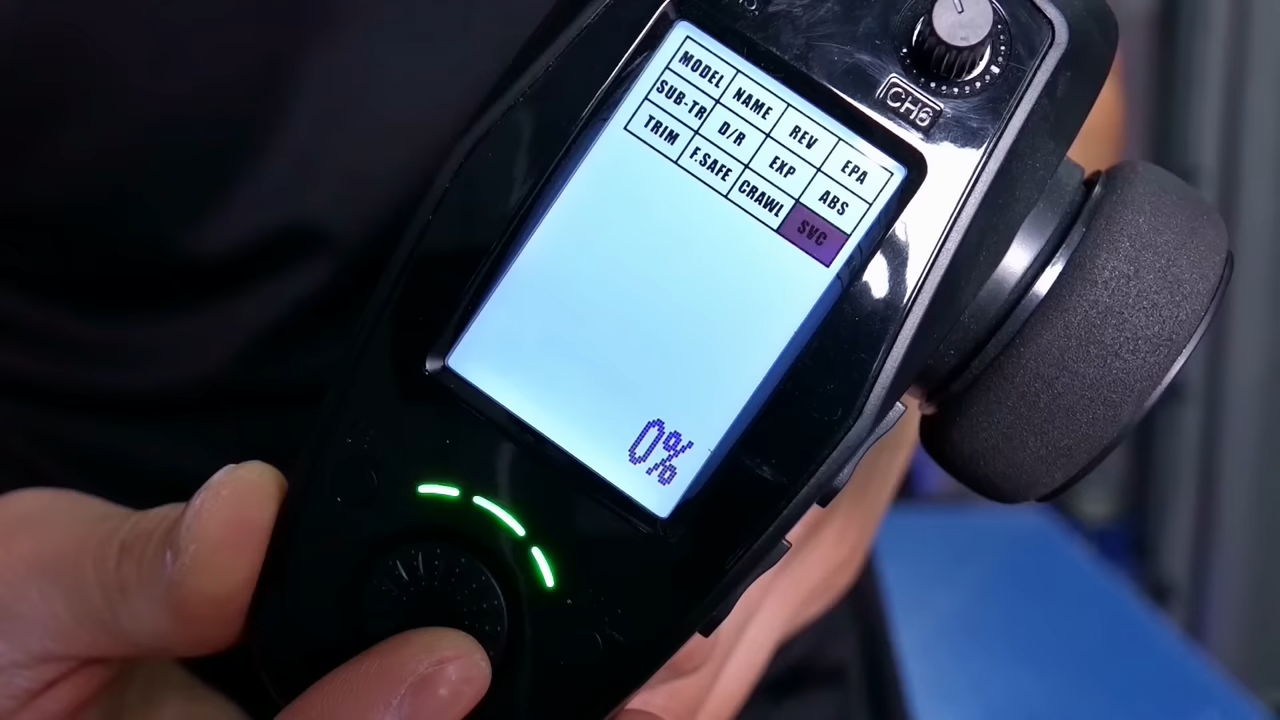 MODEL NAME REV EPA
SUB-TR D/R EXP ABS
TRIM F.SAFE CRAWL SVC
0%
CH6